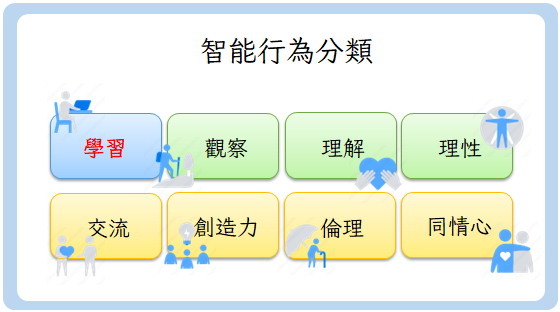 智能行為分類
學習 觀察 理解 理性
交流 創造力 倫理 同情心